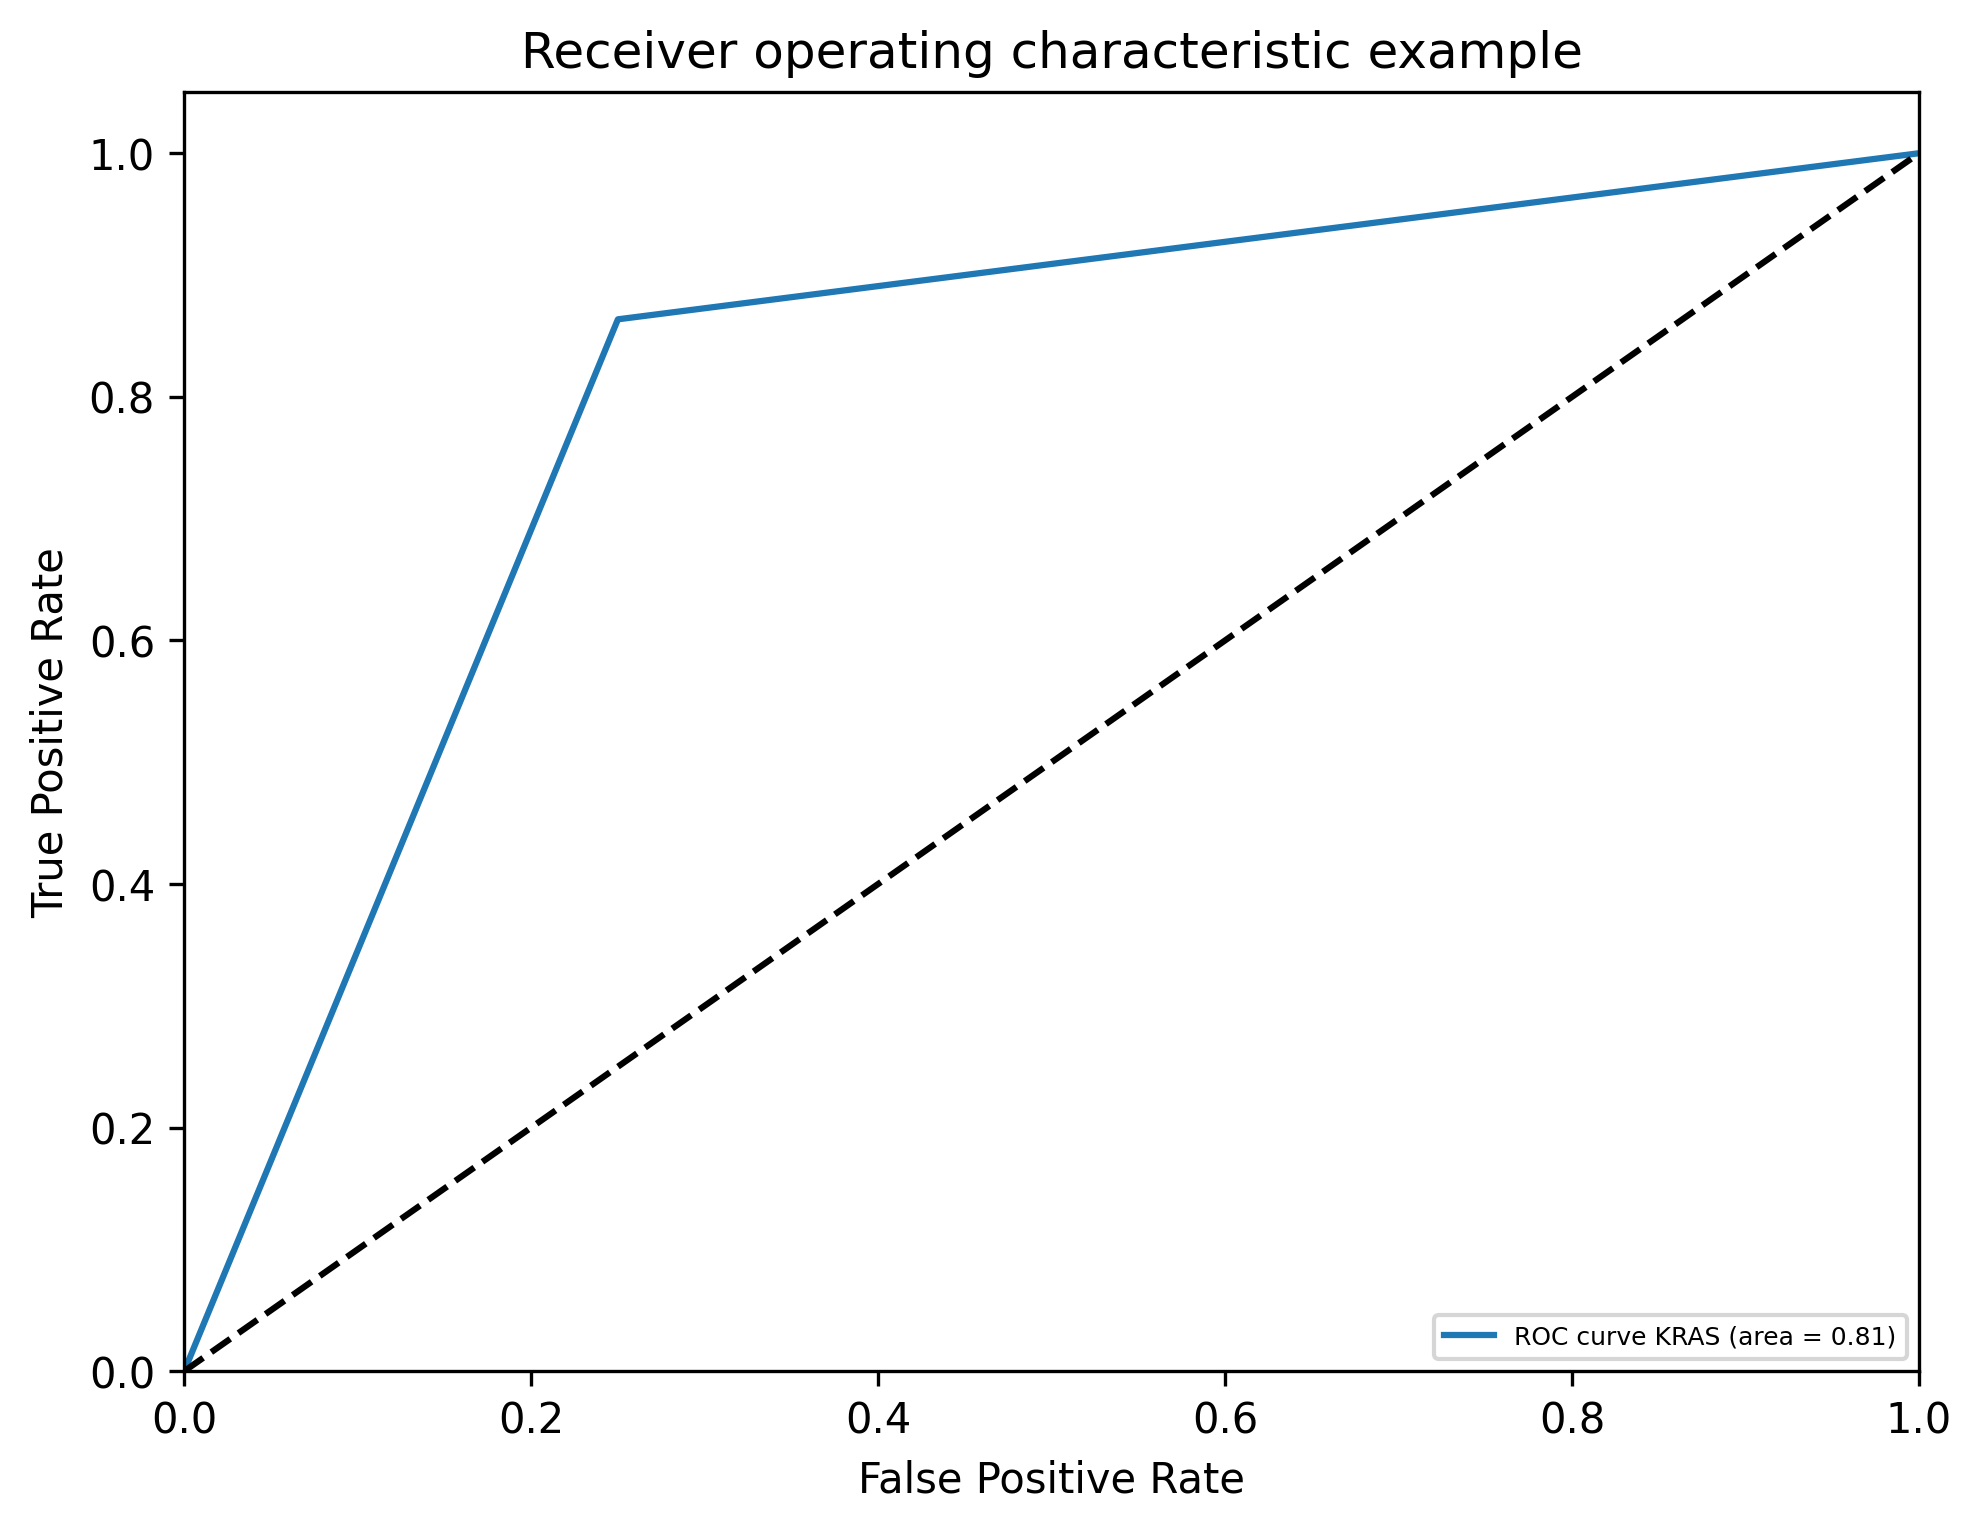 Receiver operating characteristic example
True Positive Rate
1.0
0.8
0.6
0.4
0.2
0.0
ROC curve KRAS (area = 0.81)
0.0 0.2 0.4 0.6 0.8 1.0
False Positive Rate